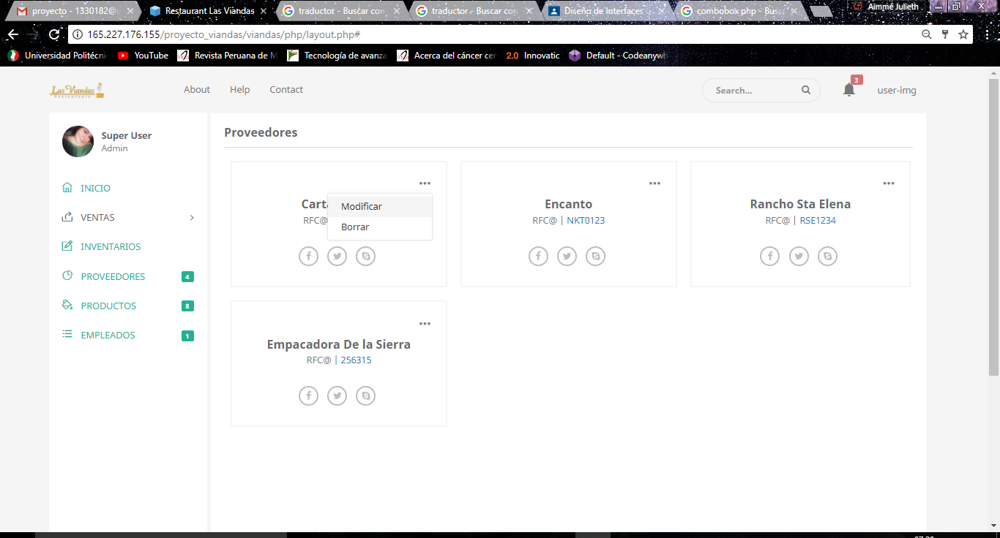 proyecto - 1330182@
Restaurant Las Viandas
traductor - Buscar con
traductor - Buscar con
Diseño de Interfaces
combobox php - Bus
Aimmé Julieth
165.227.176.155/proyecto_viandas/viandas/php/layout.php#
Universidad Politécni
YouTube
Revista Peruana de M
Tecnología de avanza
Acerca del cáncer cer
2.0 Innovatic
Default - Codeanywh
Las Viandas
About
Help
Contact
Search...
3
user-img
Super User
Admin
INICIO
VENTAS
INVENTARIOS
PROVEEDORES 4
PRODUCTOS 8
EMPLEADOS 1
Proveedores
Carta
RFC@
Modificar
Borrar
Encanto
RFC@ | NKT0123
Rancho Sta Elena
RFC@ | RSE1234
Empacadora De la Sierra
RFC@ | 256315